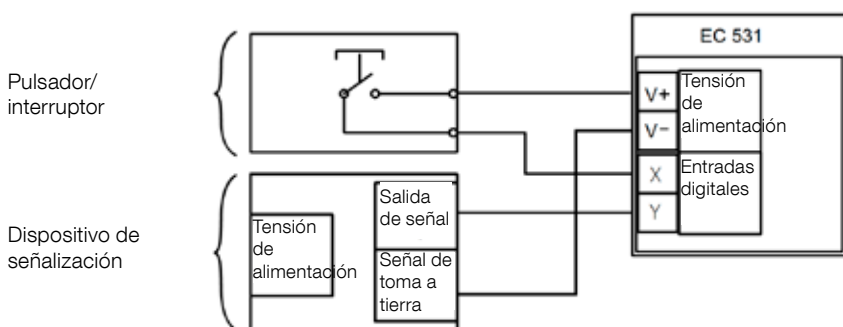 EC 531
Pulsador/
interruptor
V+
V-
Tensión
de
alimentación
X
Y
Entradas
digitales
Dispositivo de
señalización
Tensión
de
alimentación
Salida
de señal
Señal de
toma a
tierra